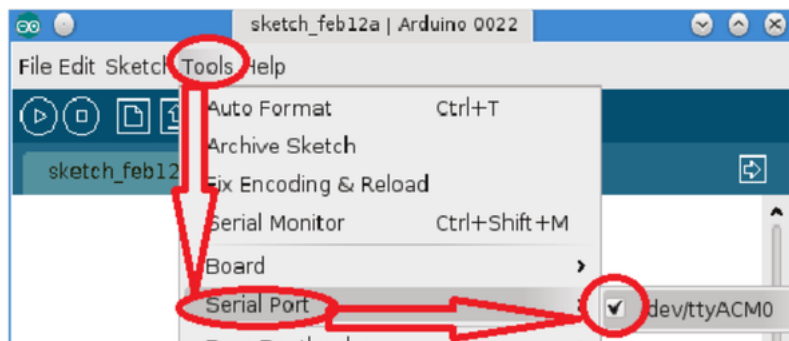 sketch_feb12a | Arduino 0022
File Edit Sketch Tools Help
Auto Format Ctrl+T
Archive Sketch
sketch_feb12
Fix Encoding & Reload
Serial Monitor Ctrl+Shift+M
Board
Serial Port
dev/ttyACM0